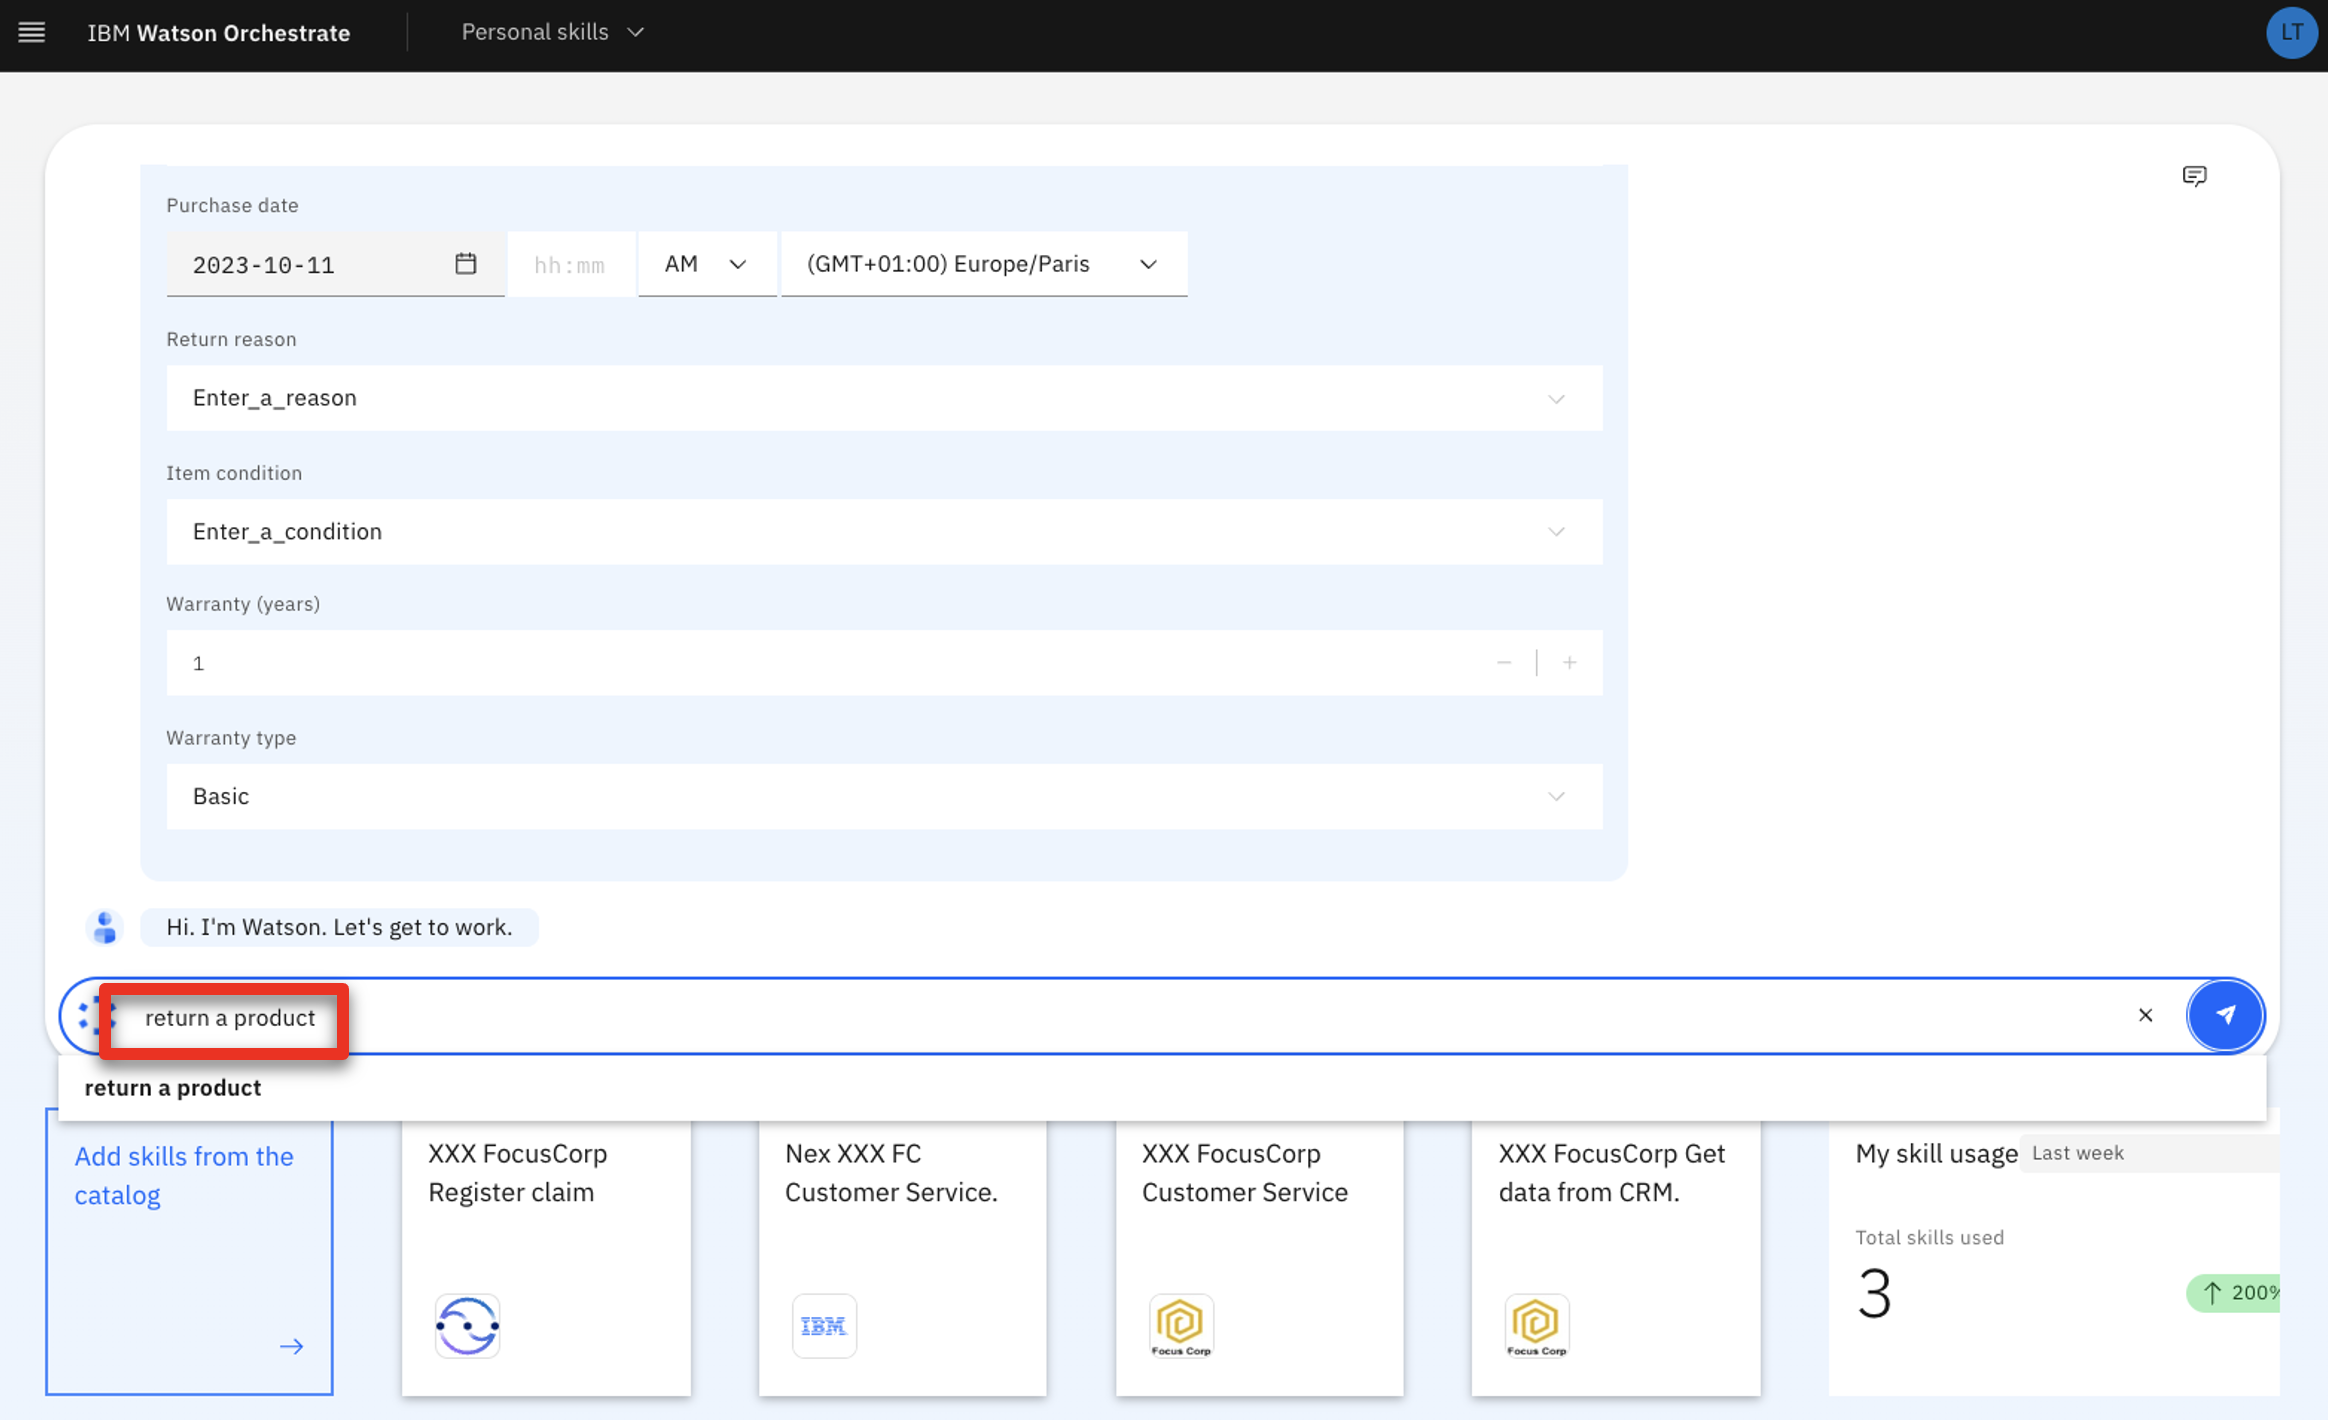 IBM Watson Orchestrate
Personal skills
LT
Purchase date
2023-10-11
hh:mm
AM
(GMT+01:00) Europe/Paris
Return reason
Enter_a_reason
Item condition
Enter_a_condition
Warranty (years)
1
Warranty type
Basic
Hi. I'm Watson. Let's get to work.
return a product
return a product
Add skills from the
catalog
XXX FocusCorp
Register claim
Nex XXX FC
Customer Service.
IBM
XXX FocusCorp
Customer Service
Focus Corp
XXX FocusCorp Get
data from CRM.
Focus Corp
My skill usage
Last week
Total skills used
3
200%